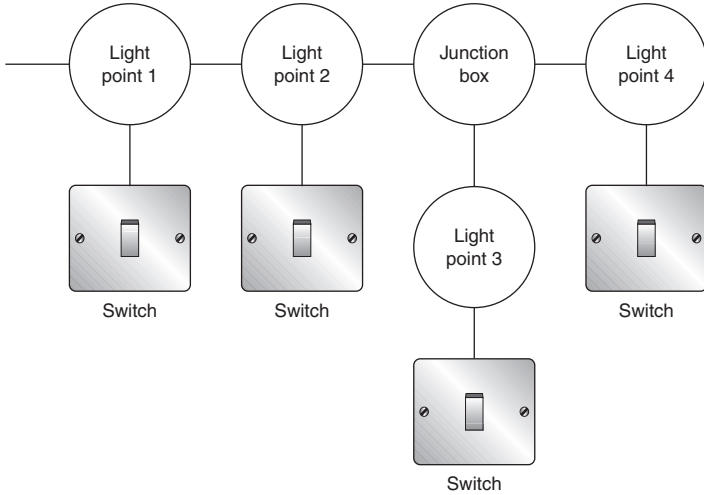 Light
point 1
Light
point 2
Junction
box
Light
point 4
Light
point 3
Switch
Switch
Switch
Switch